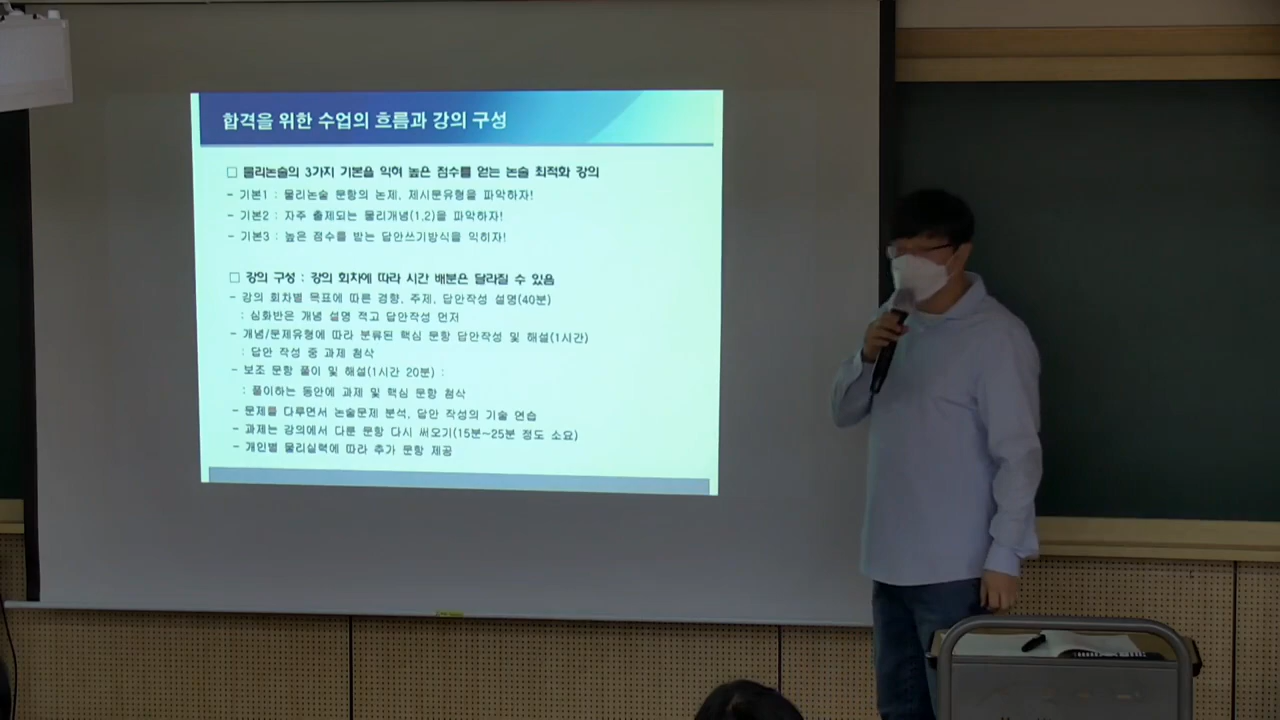 합격을 위한 수업의 흐름과 강의 구성
□ 물리논술의 3가지 기본을 익혀 높은 점수를 얻는 논술 최적화 강의
- 기본1 : 물리논술 문항의 논제, 제시문유형을 파악하자!
- 기본2 : 자주 출제되는 물리개념(1,2)을 파악하자!
- 기본3 : 높은 점수를 받는 답안쓰기방식을 익히자!
□ 강의 구성 : 강의 회차에 따라 시간 배분은 달라질 수 있음
- 강의 회차별 목표에 따른 경향, 주제, 답안작성 설명(40분)
: 심화반은 개념 설명 적고 답안작성 먼저
- 개념/문제유형에 따라 분류된 핵심 문항 답안작성 및 해설(1시간)
: 답안 작성 중 과제 첨삭
- 보조 문항 풀이 및 해설(1시간 20분) :
: 풀이하는 동안에 과제 및 핵심 문항 첨삭
- 문제를 다루면서 논술문제 분석, 답안 작성의 기술 연습
- 과제는 강의에서 다룬 문항 다시 써오기(15분~25분 정도 소요)
- 개인별 물리실력에 따라 추가 문항 제공